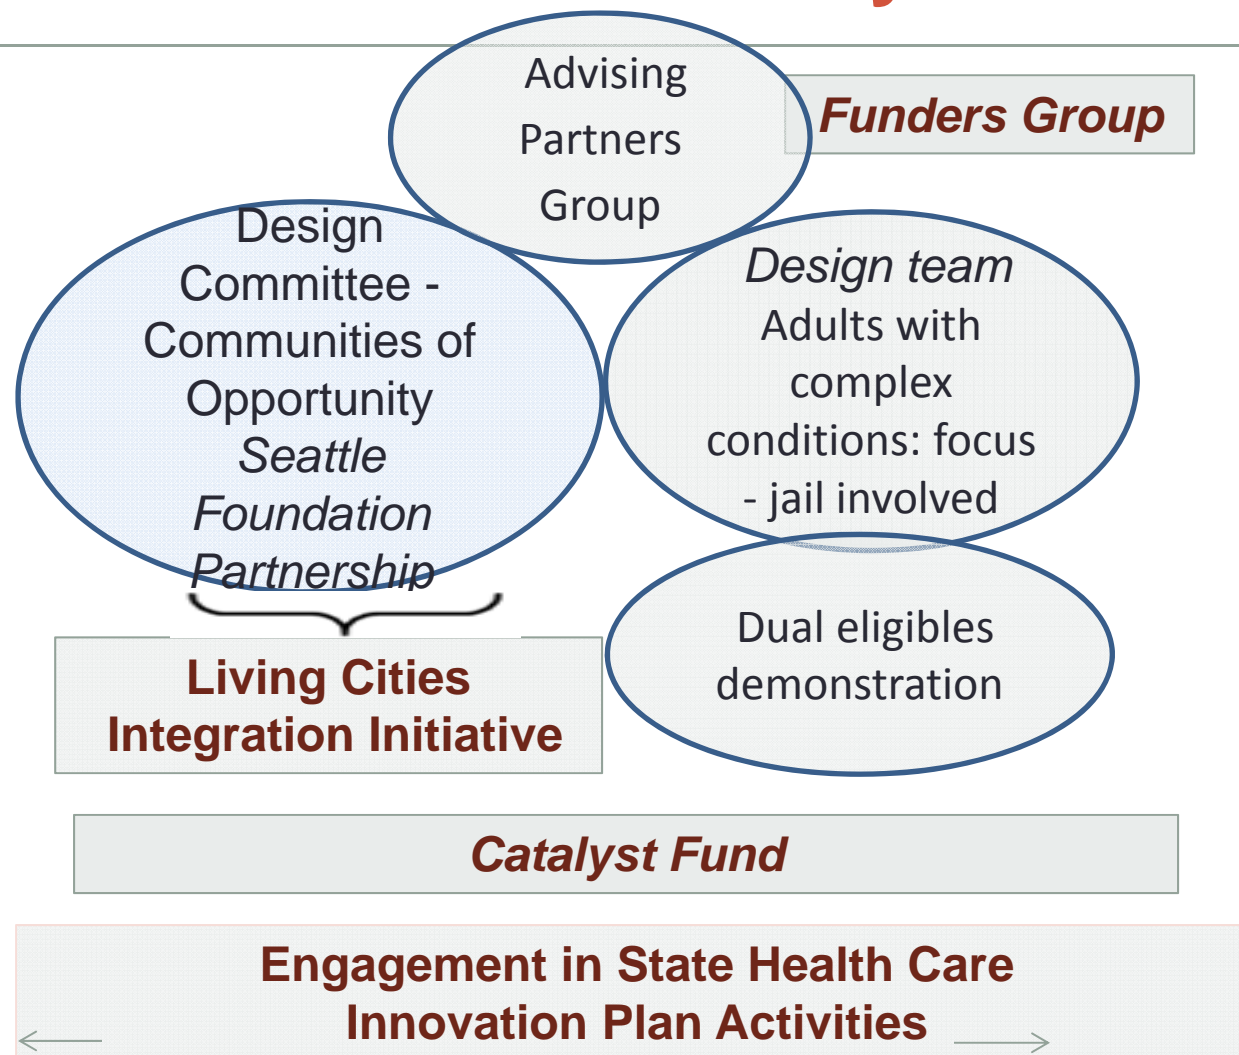 Advising
Partners
Group
Funders Group
Design
Committee -
Communities of
Opportunity
Seattle
Foundation
Partnership
Design team
Adults with
complex
conditions: focus
- jail involved
Living Cities
Integration Initiative
Dual eligibles
demonstration
Catalyst Fund
Engagement in State Health Care
Innovation Plan Activities